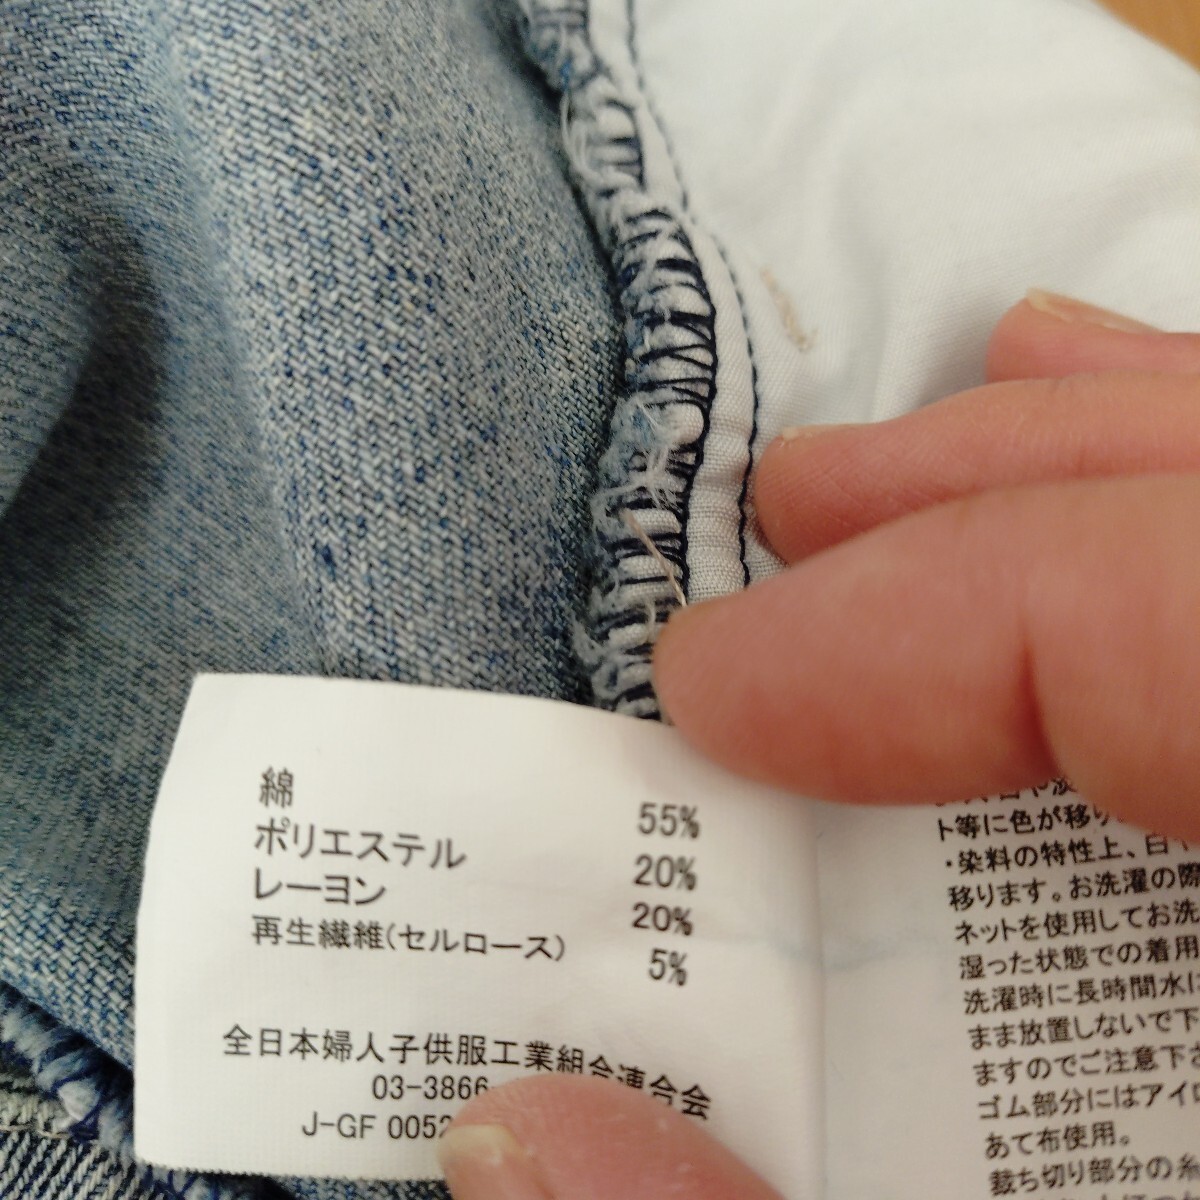 綿 55%
ポリエステル 20%
レーヨン 20%
再生繊維(セルロース) 5%
全日本婦人子供服工業組合連合会
03-3866-
J-GF 0052
ト等に色が移り
・染料の特性上、白や
移ります。お洗濯の際
ネットを使用してお洗
湿った状態での着用
洗濯時に長時間水に
まま放置しないで下
ますのでご注意下さ
ゴム部分にはアイロ
あて布使用。
裁ち切り部分の糸